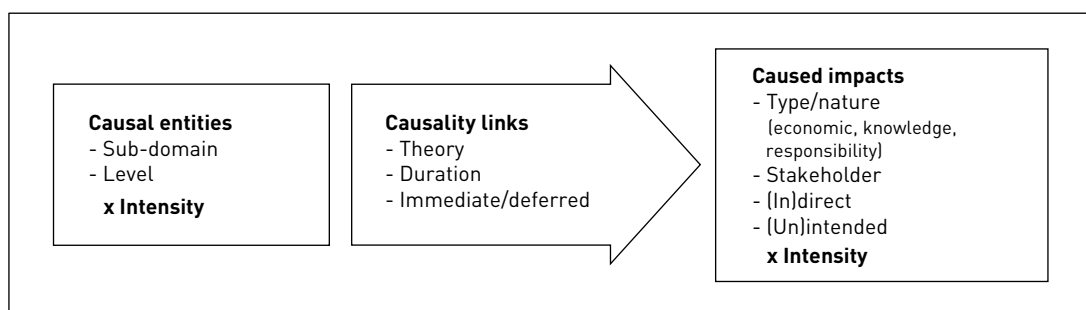 Causal entities
- Sub-domain
- Level
x Intensity
Causality links
- Theory
- Duration
- Immediate/deferred
Caused impacts
- Type/nature
(economic, knowledge,
responsibility)
- Stakeholder
- (In)direct
- (Un)intended
x Intensity